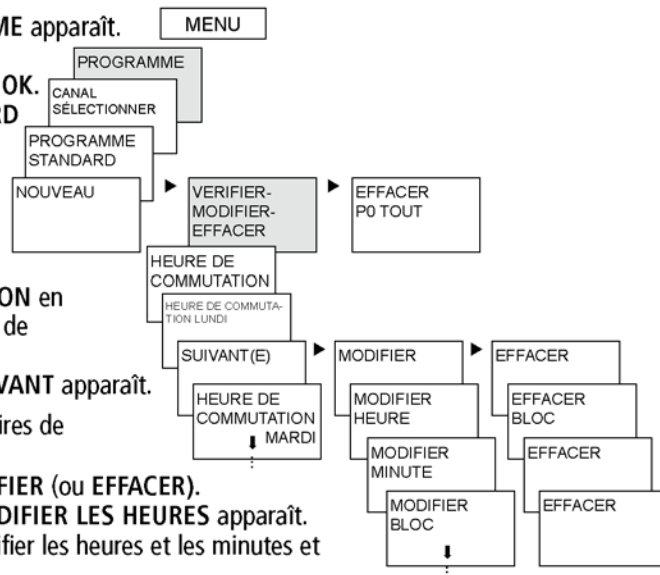 ME apparaît.
MENU
PROGRAMME
OK.
CANAL
SÉLECTIONNER
RD
PROGRAMME
STANDARD
NOUVEAU
VERIFIER-
MODIFIER-
EFFACER
EFFACER
P0 TOUT
HEURE DE
COMMUTATION
ON en
HEURE DE COMMUTA-
TION LUNDI
de
SUIVANT(E)
MODIFIER
EFFACER
VANT apparaît.
HEURE DE
COMMUTATION
MARDI
MODIFIER
HEURE
EFFACER
BLOC
ires de
MODIFIER
MINUTE
EFFACER
FIER (ou EFFACER).
MODIFIER
BLOC
EFFACER
DIFIER LES HEURES apparaît.
ifier les heures et les minutes et